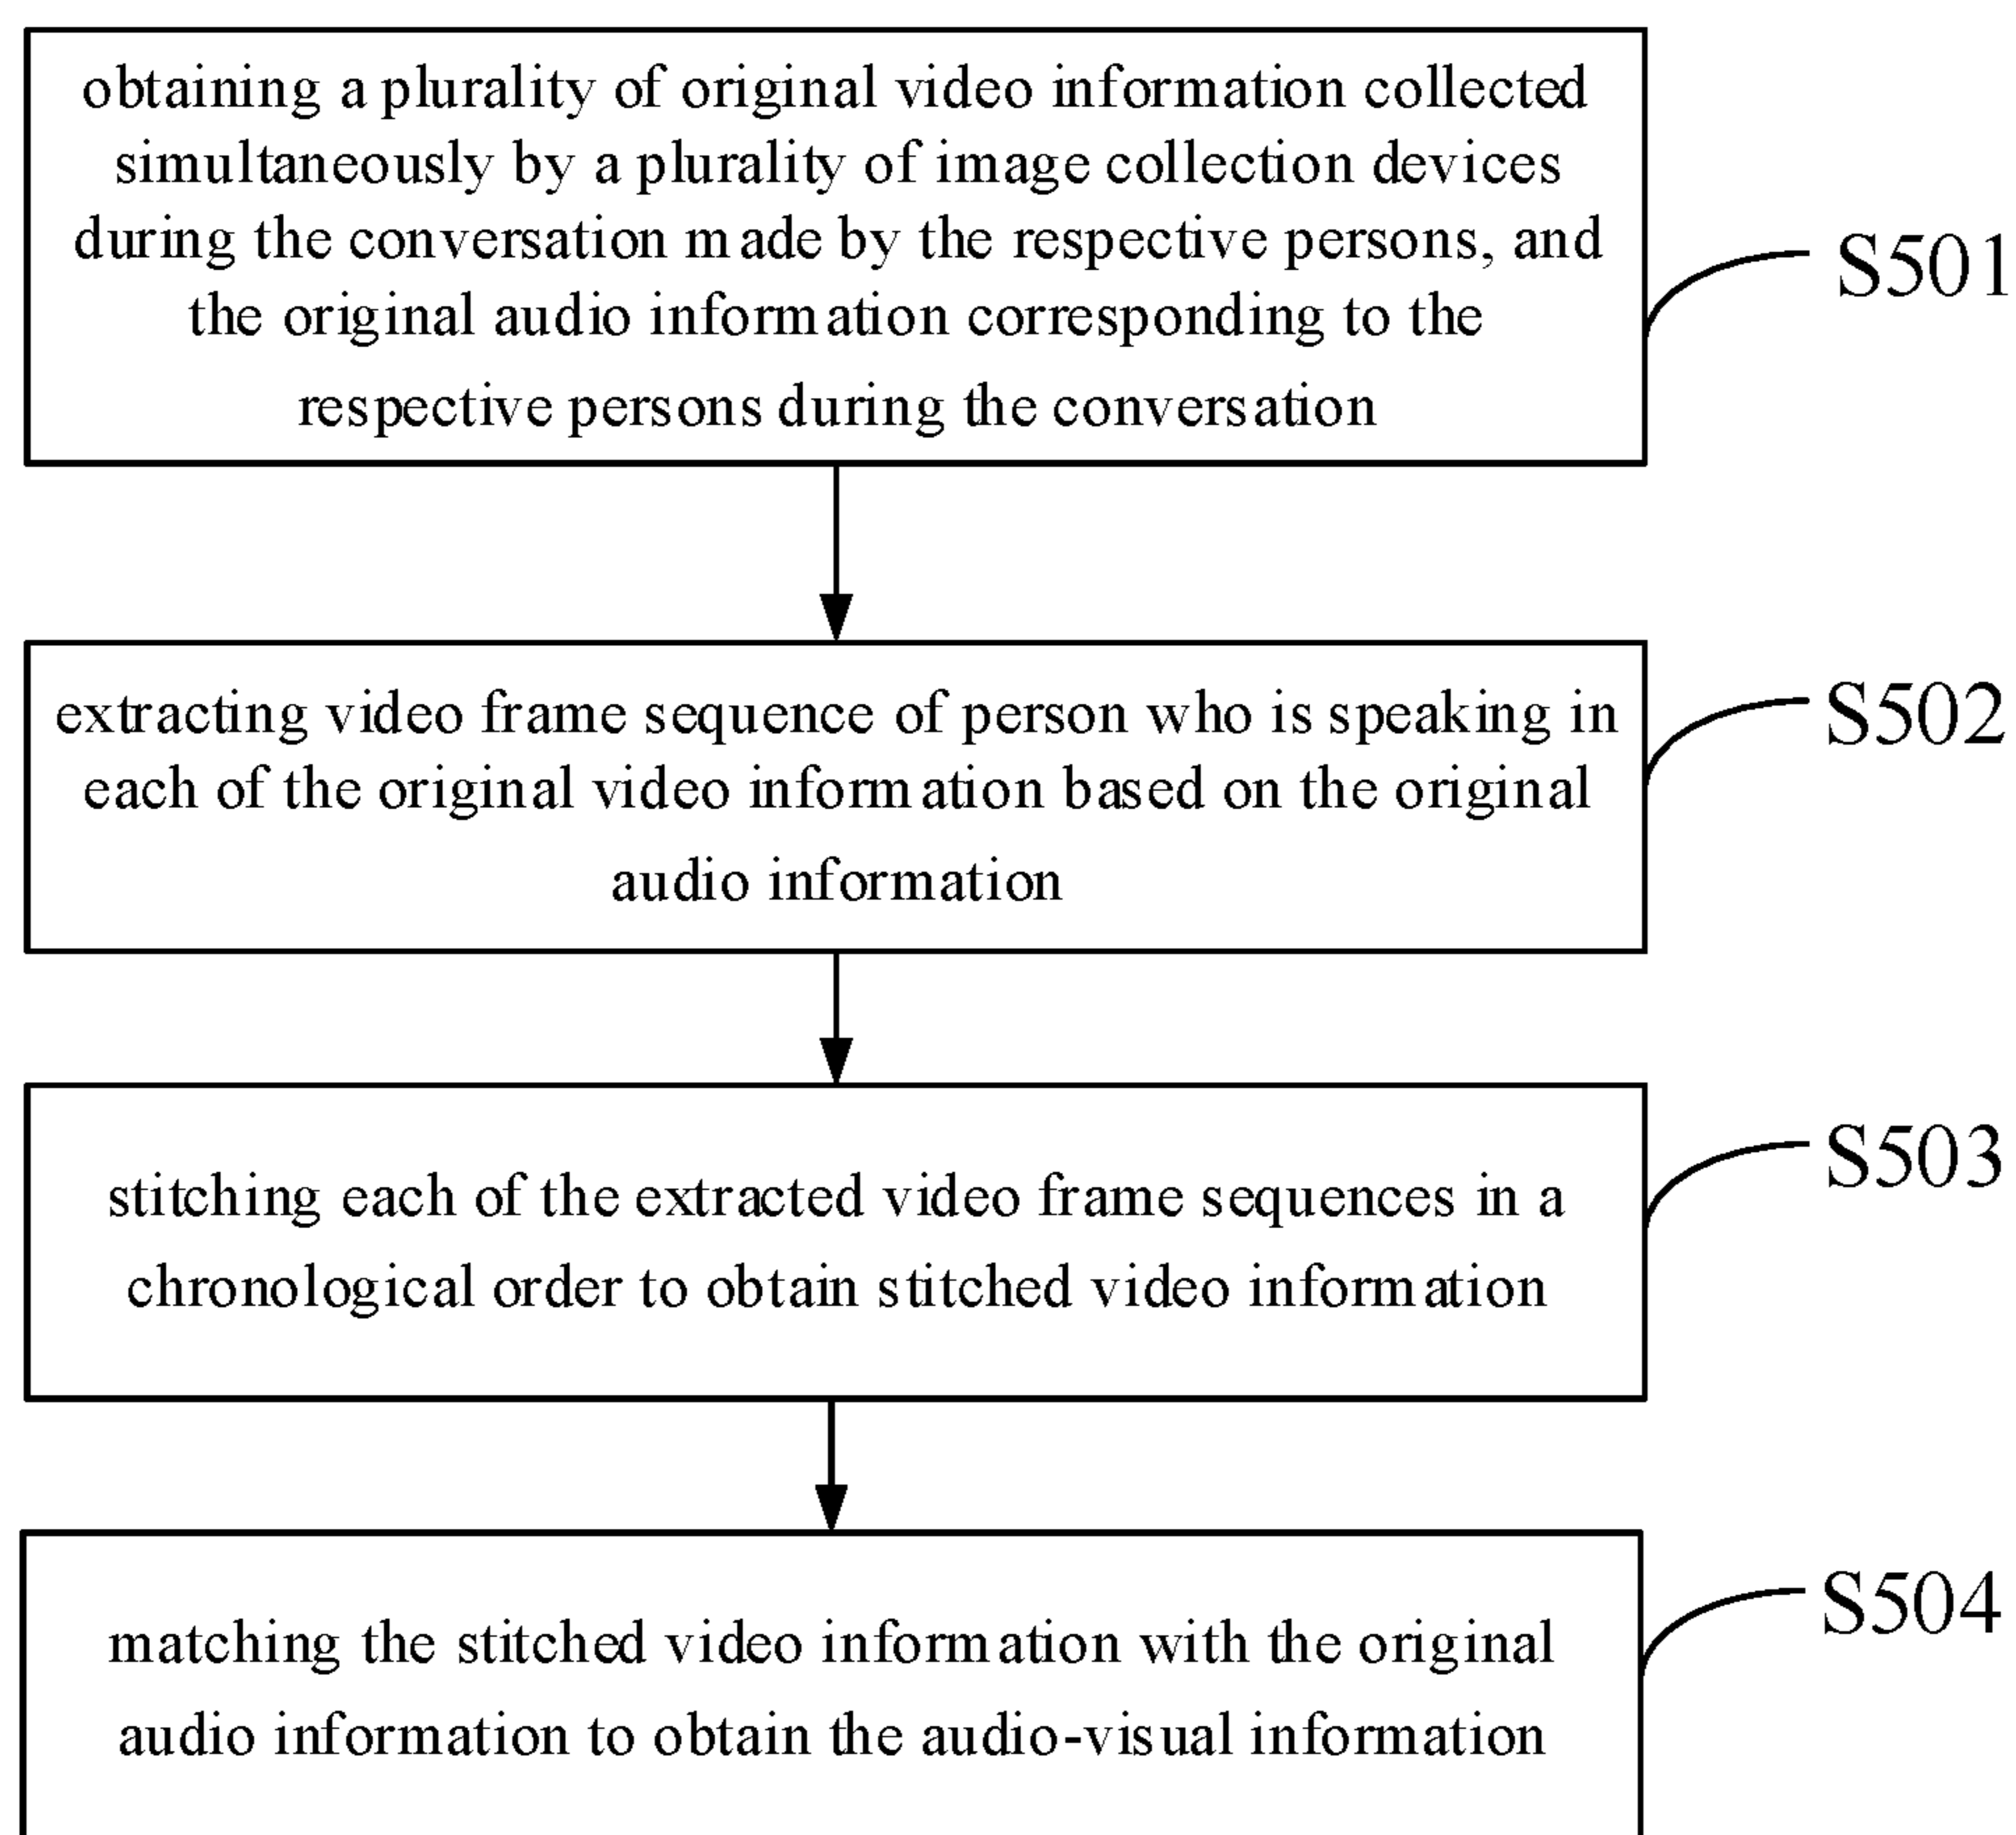 obtaining a plurality of original video information collected
simultaneously by a plurality of image collection devices
during the conversation made by the respective persons, and
the original audio information corresponding to the
respective persons during the conversation
S501
extracting video frame sequence of person who is speaking in
each of the original video information based on the original
audio information
S502
stitching each of the extracted video frame sequences in a
chronological order to obtain stitched video information
S503
matching the stitched video information with the original
audio information to obtain the audio-visual information
S504